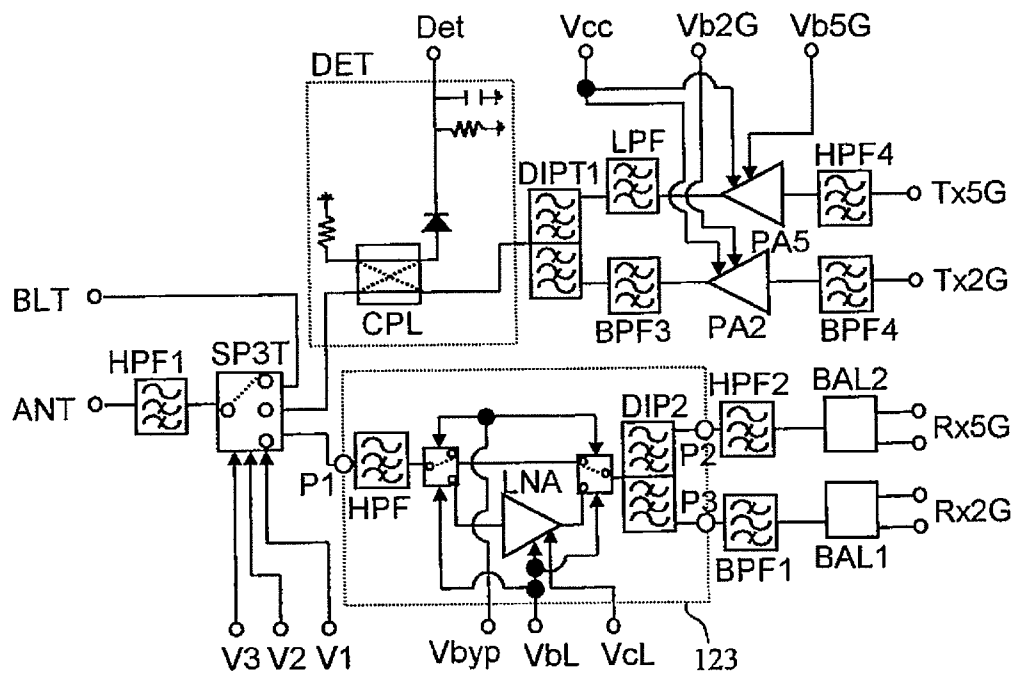 Det
Vcc
Vb2G
Vb5G
DET
LPF
HPF4
DIPT1
Tx5G
PA5
BLT
CPL
BPF3
PA2
BPF4
Tx2G
HPF1
SP3T
ANT
HPF2
BAL2
DIP2
P2
Rx5G
P1
HPF
LNA
P3
Rx2G
BPF1
BAL1
V3
V2
V1
Vbyp
VbL
VcL
123